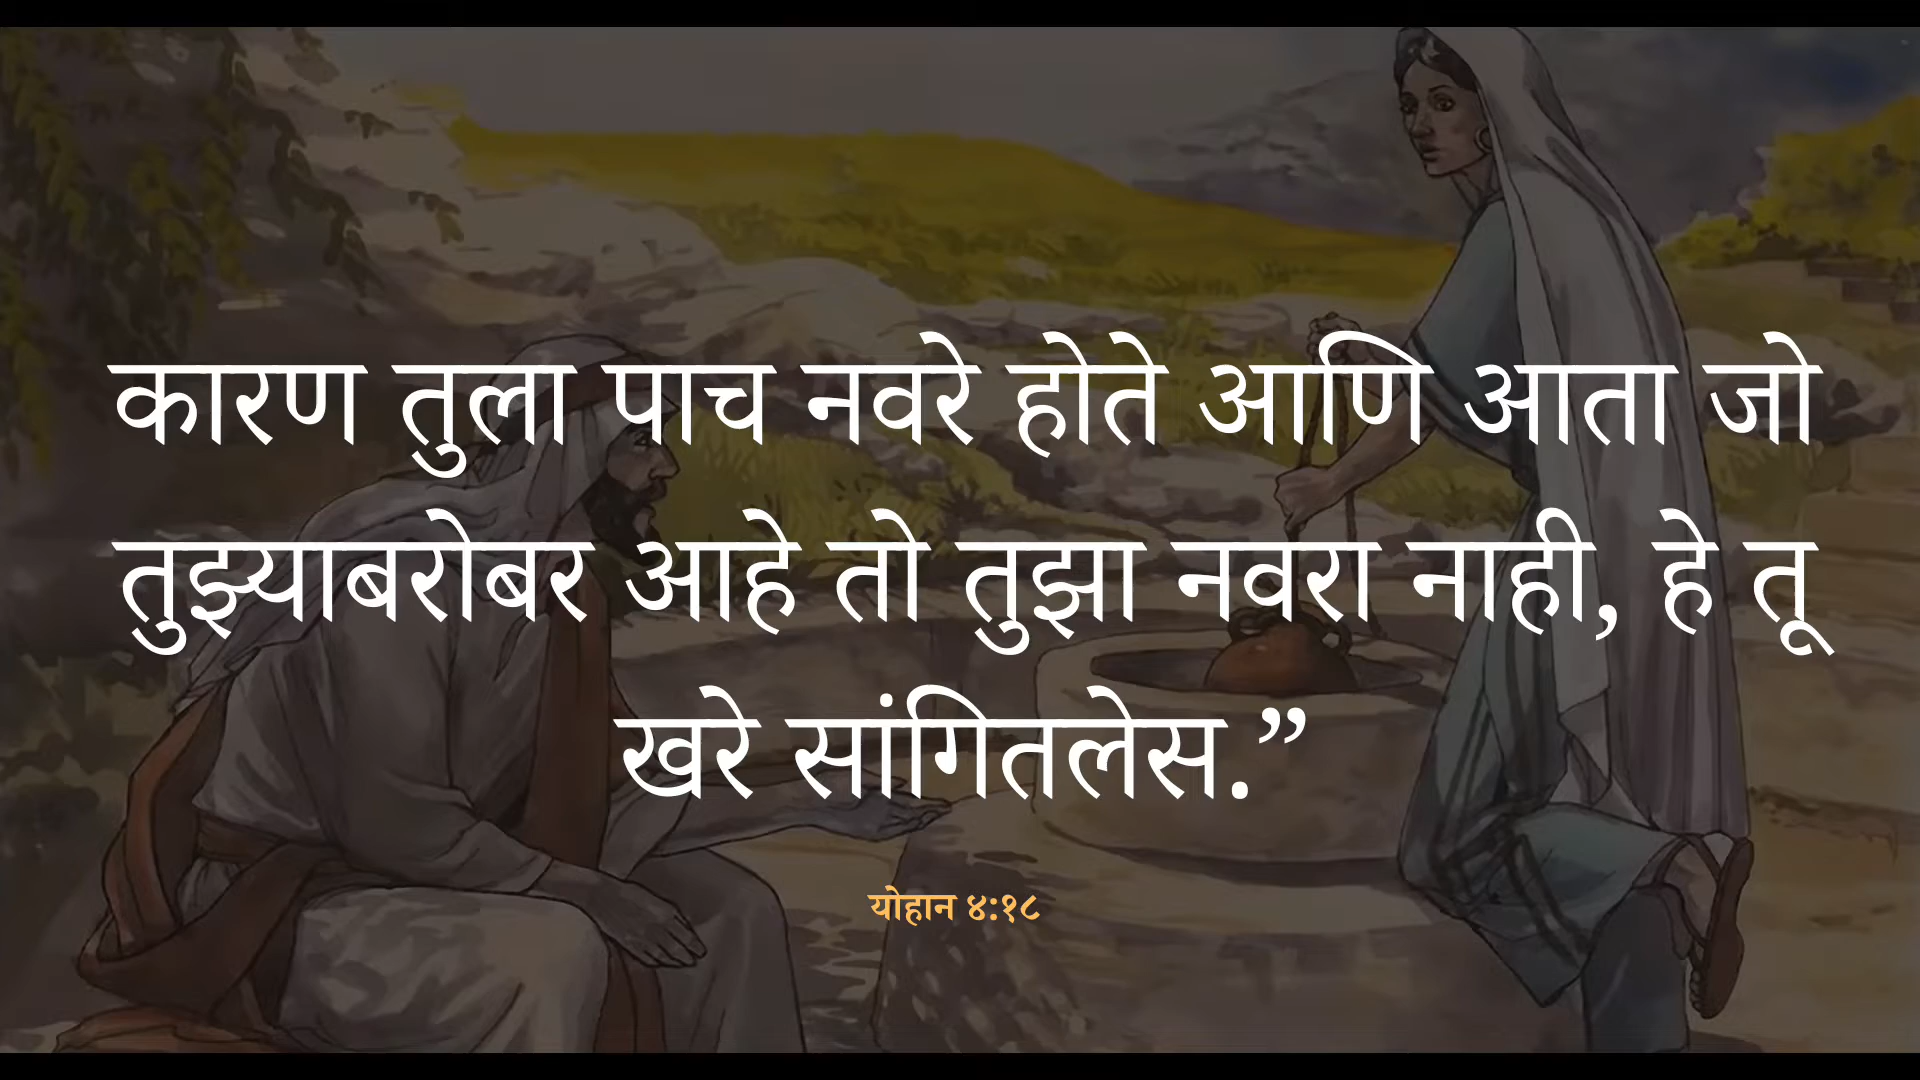 कारण तुला पाच नवरे होते आणि आता जो
तुझ्याबरोबर आहे तो तुझा नवरा नाही, हे तू
खरे सांगितलेस.”
योहान ४:१८